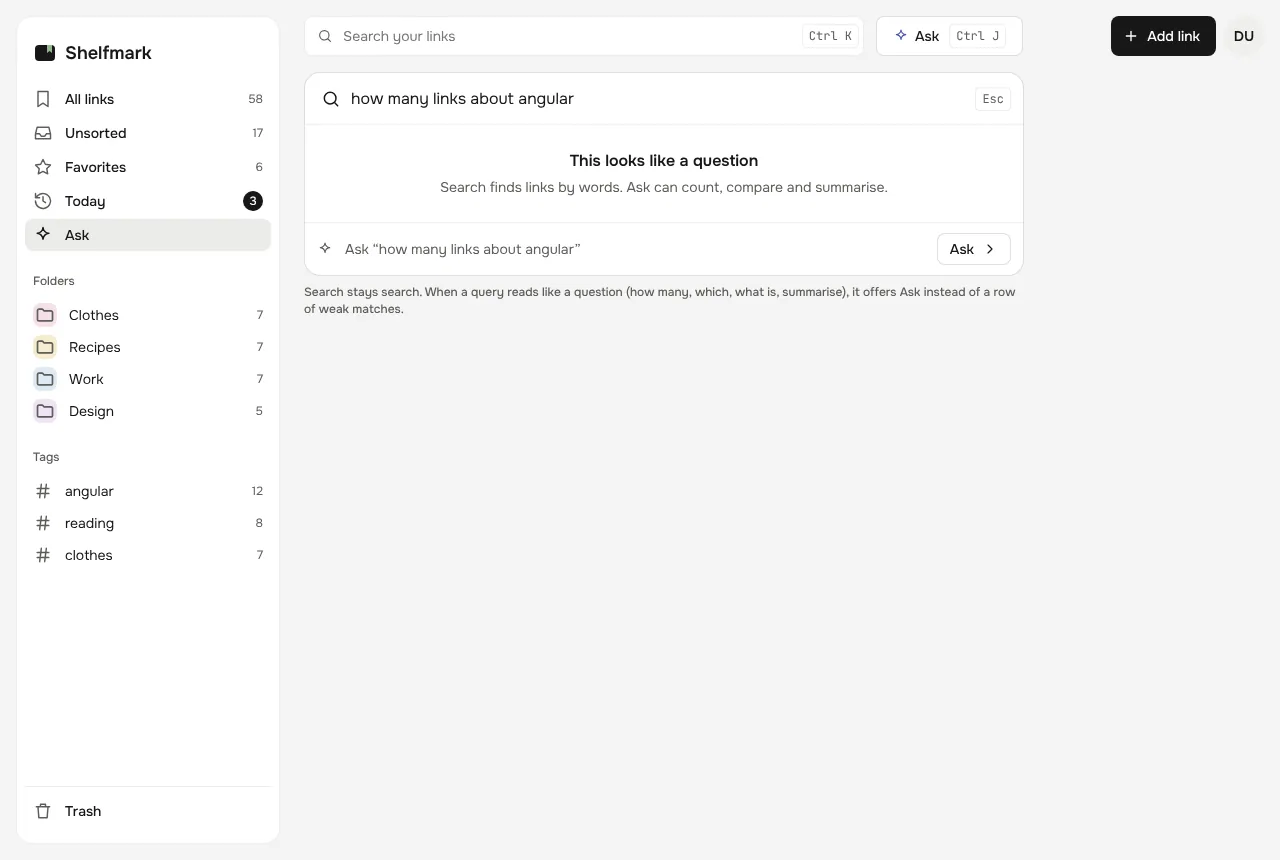 Shelfmark
All links 58
Unsorted 17
Favorites 6
Today 3
Ask
Folders
Clothes 7
Recipes 7
Work 7
Design 5
Tags
angular 12
reading 8
clothes 7
Trash
Search your links Ctrl K
Ask Ctrl J
Add link
DU
how many links about angular Esc
This looks like a question
Search finds links by words. Ask can count, compare and summarise.
Ask “how many links about angular” Ask
Search stays search. When a query reads like a question (how many, which, what is, summarise), it offers Ask instead of a row
of weak matches.